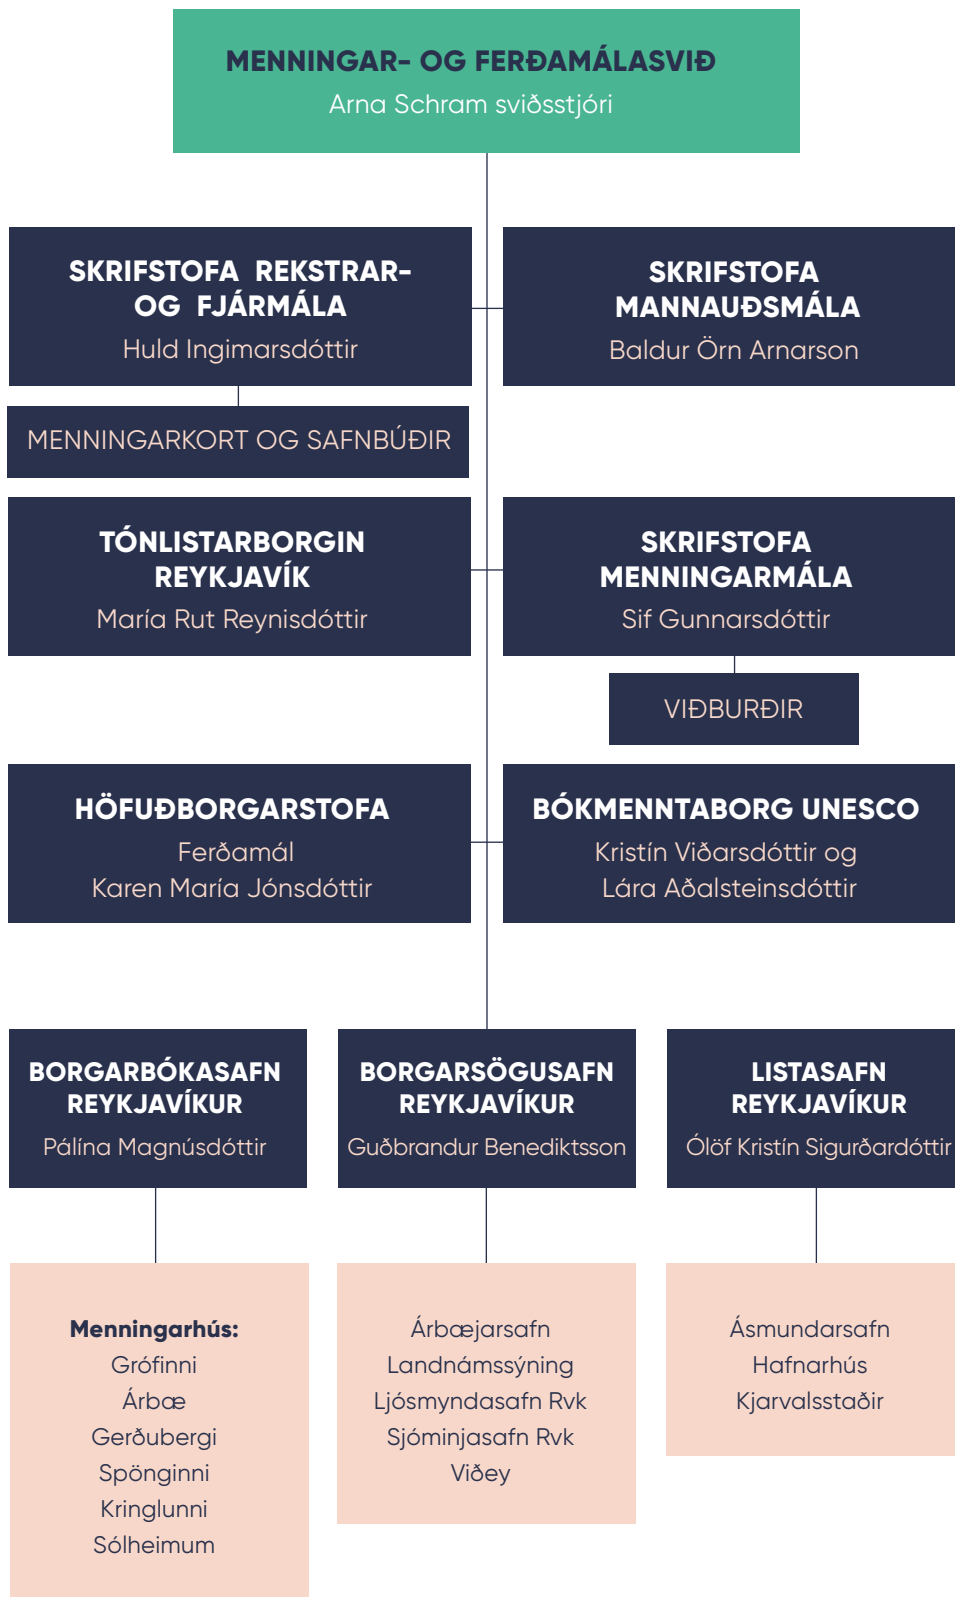 MENNINGAR- OG FERÐAMÁLASVIÐ
Arna Schram sviðsstjóri
SKRIFSTOFA REKSTRAR-
OG FJÁRMÁLA
Huld Ingimarsdóttir
SKRIFSTOFA
MANNAUÐSMÁLA
Baldur Örn Arnarson
MENNINGARKORT OG SAFNBÚÐIR
TÓNLISTARBORGIN
REYKJAVÍK
María Rut Reynisdóttir
SKRIFSTOFA
MENNINGARMÁLA
Sif Gunnarsdóttir
VIÐBURÐIR
HÖFUÐBORGARSTOFA
Ferðamál
Karen María Jónsdóttir
BÓKMENNTABORG UNESCO
Kristín Viðarsdóttir og
Lára Aðalsteinsdóttir
BORGARBÓKASAFN
REYKJAVÍKUR
Pálína Magnúsdóttir
BORGARSÖGUSAFN
REYKJAVÍKUR
Guðbrandur Benediktsson
LISTASAFN
REYKJAVÍKUR
Ólöf Kristín Sigurðardóttir
Menningarhús:
Grófinni
Árbæ
Gerðubergi
Spönginni
Kringlunni
Sólheimum
Árbæjarsafn
Landnámssýning
Ljósmyndasafn Rvk
Sjóminjasafn Rvk
Viðey
Ásmundarsafn
Hafnarhús
Kjarvalsstaðir